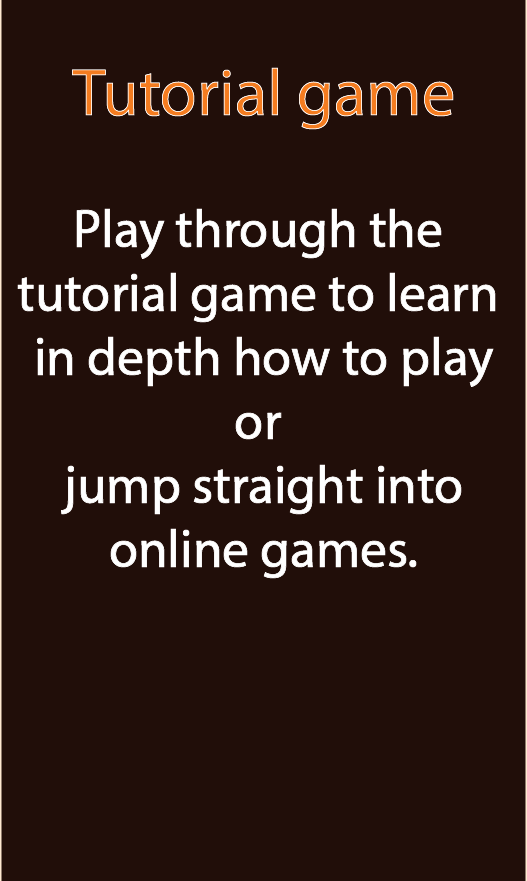 Tutorial game
Play through the
tutorial game to learn
in depth how to play
or
jump straight into
online games.